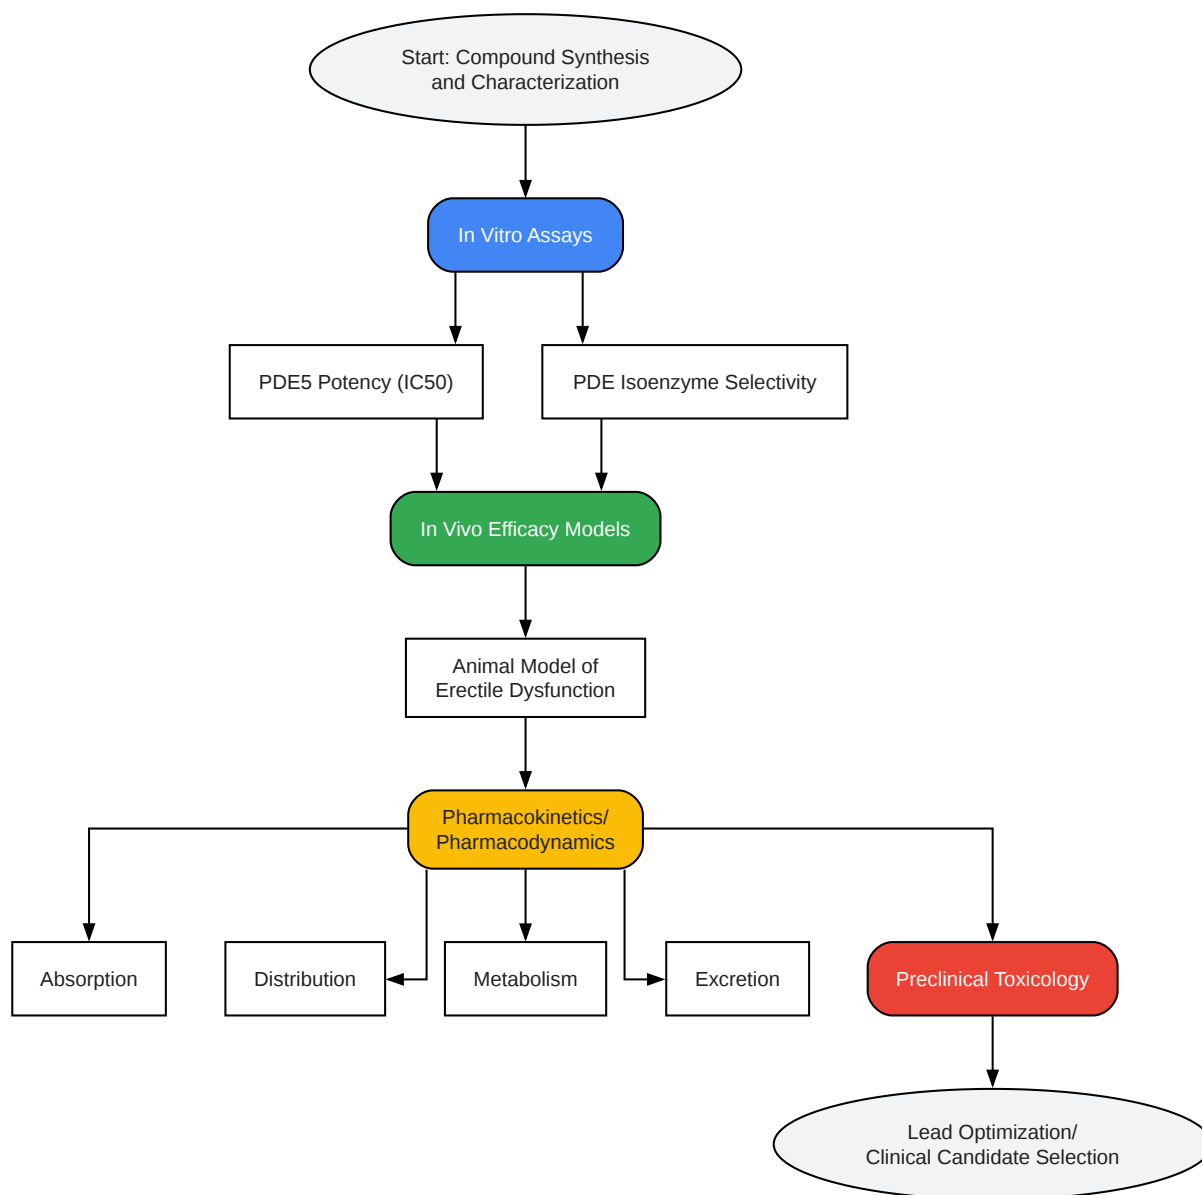 Start: Compound Synthesis
and Characterization
In Vitro Assays
PDE5 Potency (IC50)
PDE Isoenzyme Selectivity
In Vivo Efficacy Models
Animal Model of
Erectile Dysfunction
Pharmacokinetics/
Pharmacodynamics
Absorption
Distribution
Metabolism
Excretion
Preclinical Toxicology
Lead Optimization/
Clinical Candidate Selection